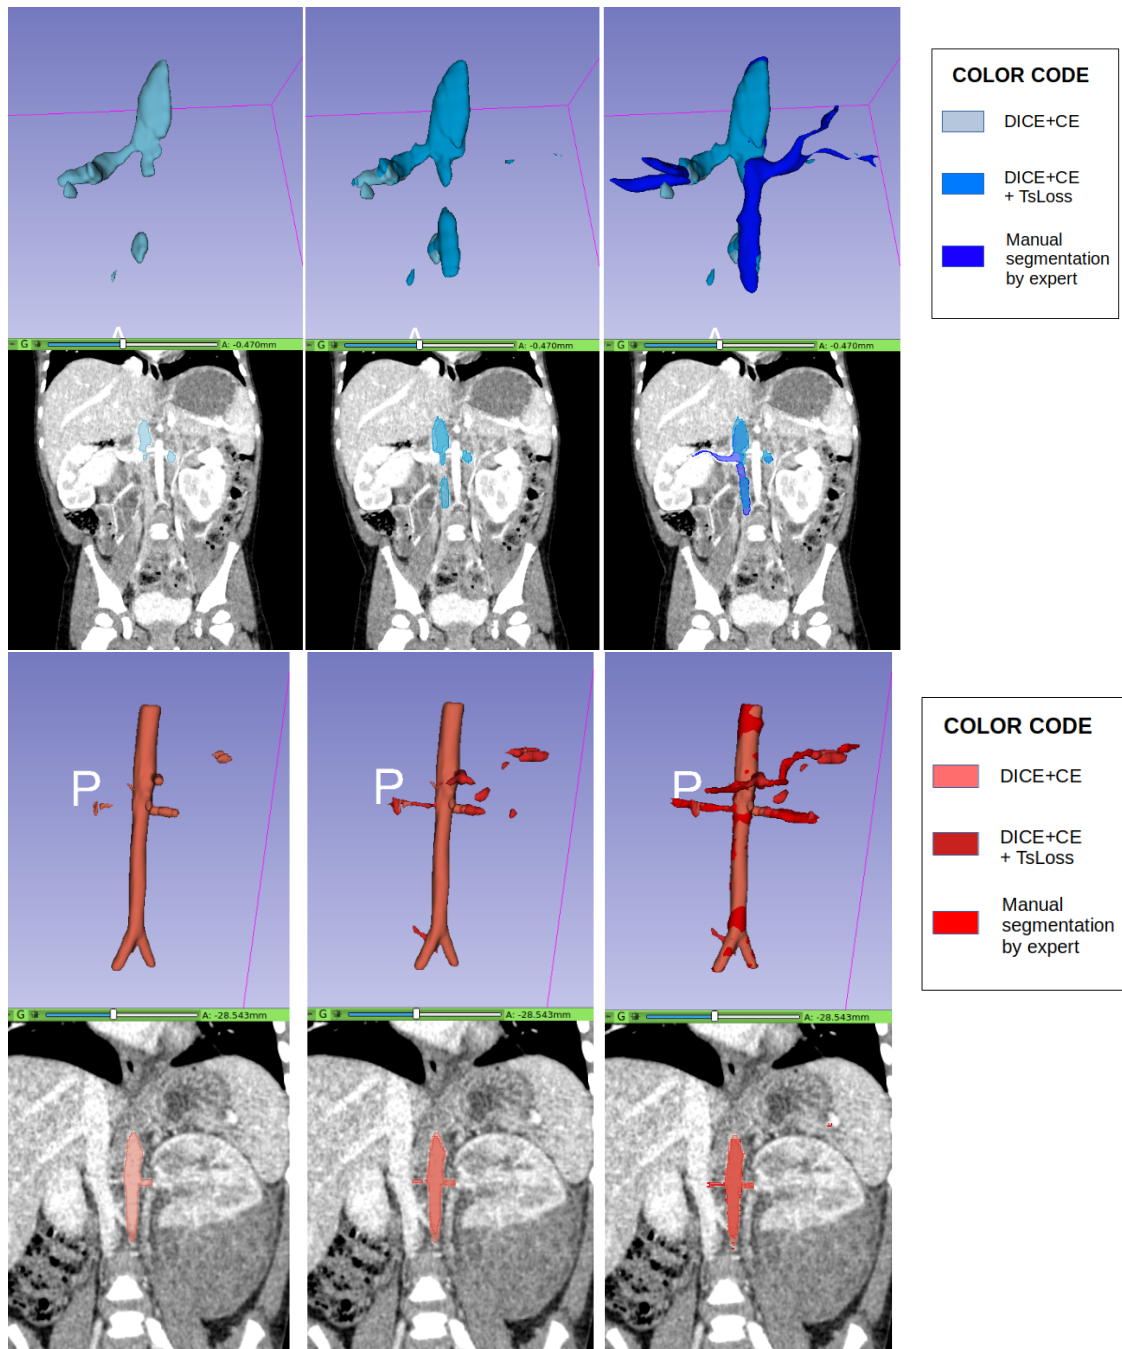 COLOR CODE
DICE+CE
DICE+CE
+ TsLoss
Manual
segmentation
by expert
G A: -0.470mm
G A: -0.470mm
G A: -0.470mm
P
P
P
COLOR CODE
DICE+CE
DICE+CE
+ TsLoss
Manual
segmentation
by expert
G A: -28.543mm
G A: -28.543mm
G A: -28.543mm